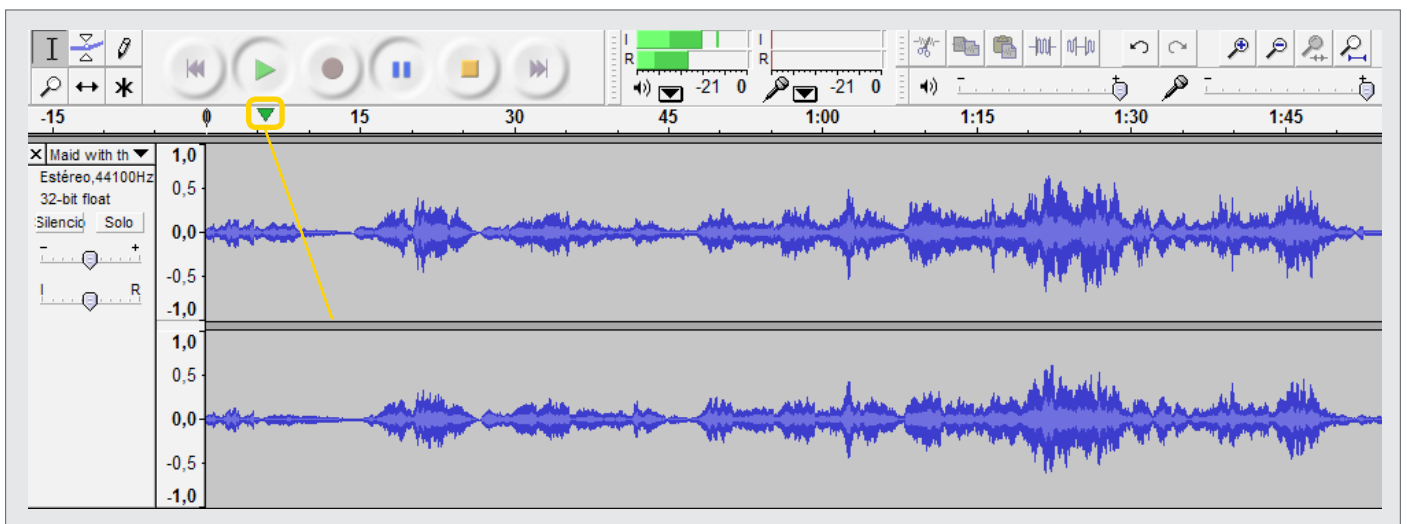 I
R
-21 0
I
R
-21 0
- +
- +
-15 0 15 30 45 1:00 1:15 1:30 1:45
X Maid with th
Estéreo,44100Hz
32-bit float
Silencio Solo
- +
I R
1,0
0,5
0,0
-0,5
-1,0
1,0
0,5
0,0
-0,5
-1,0